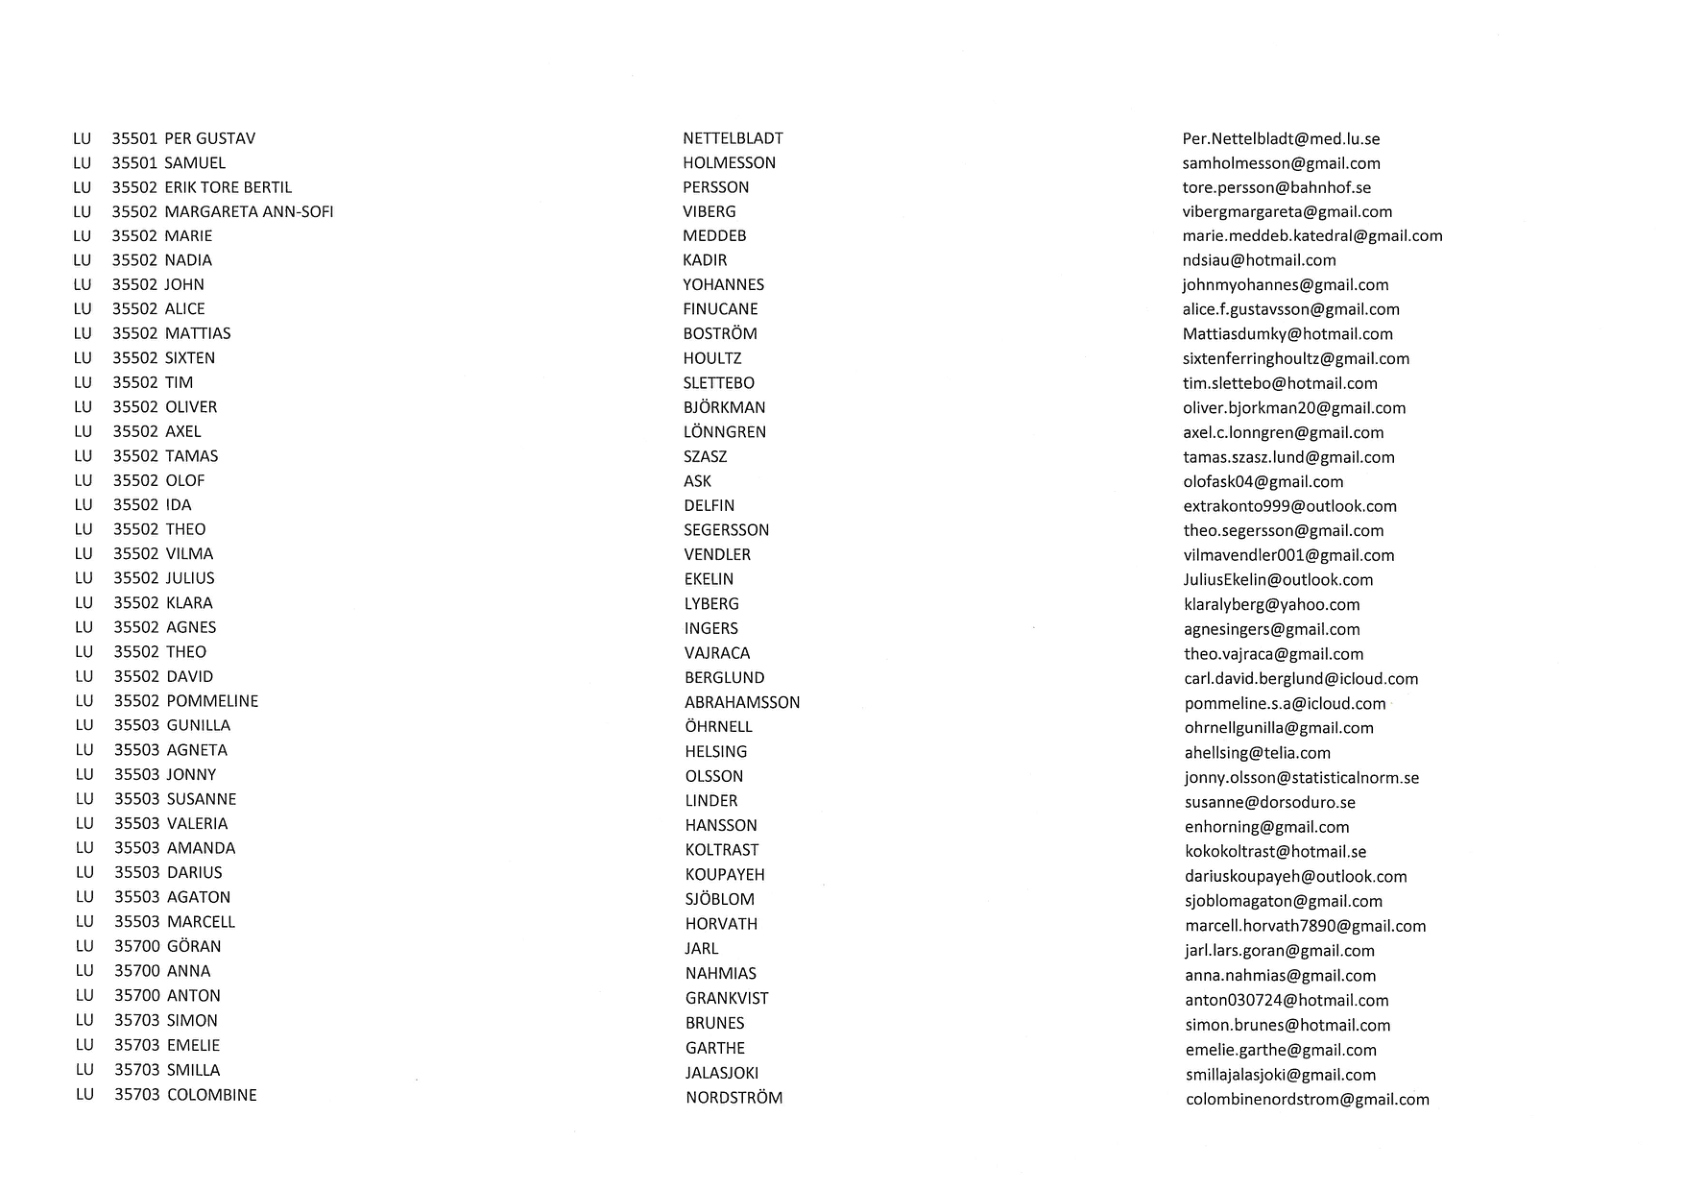 LU 35501 PER GUSTAV NETTELBLADT Per.Nettelbladt@med.lu.se
LU 35501 SAMUEL HOLMESSON samholmesson@gmail.com
LU 35502 ERIK TORE BERTIL PERSSON tore.persson@bahnhof.se
LU 35502 MARGARETA ANN-SOFI VIBERG vibergmargareta@gmail.com
LU 35502 MARIE MEDDEB marie.meddeb.katedral@gmail.com
LU 35502 NADIA KADIR ndsiau@hotmail.com
LU 35502 JOHN YOHANNES johnmyohannes@gmail.com
LU 35502 ALICE FINUCANE alice.f.gustavsson@gmail.com
LU 35502 MATTIAS BOSTRÖM Mattiasdumky@hotmail.com
LU 35502 SIXTEN HOULTZ sixtenferringhoultz@gmail.com
LU 35502 TIM SLETTEBO tim.slettebo@hotmail.com
LU 35502 OLIVER BJÖRKMAN oliver.bjorkman20@gmail.com
LU 35502 AXEL LÖNNGREN axel.c.lonngren@gmail.com
LU 35502 TAMAS SZASZ tamas.szasz.lund@gmail.com
LU 35502 OLOF ASK olofask04@gmail.com
LU 35502 IDA DELFIN extrakonto999@outlook.com
LU 35502 THEO SEGERSSON theo.segersson@gmail.com
LU 35502 VILMA VENDLER vilmavendler001@gmail.com
LU 35502 JULIUS EKELIN JuliusEkelin@outlook.com
LU 35502 KLARA LYBERG klaralyberg@yahoo.com
LU 35502 AGNES INGERS agnesingers@gmail.com
LU 35502 THEO VAJRACA theo.vajraca@gmail.com
LU 35502 DAVID BERGLUND carl.david.berglund@icloud.com
LU 35502 POMMELINE ABRAHAMSSON pommeline.s.a@icloud.com
LU 35503 GUNILLA ÖHRNELL ohrnellgunilla@gmail.com
LU 35503 AGNETA HELSING ahellsing@telia.com
LU 35503 JONNY OLSSON jonny.olsson@statisticalnorm.se
LU 35503 SUSANNE LINDER susanne@dorsoduro.se
LU 35503 VALERIA HANSSON enhorning@gmail.com
LU 35503 AMANDA KOLTRAST kokokoltrast@hotmail.se
LU 35503 DARIUS KOUPAYEH dariuskoupayeh@outlook.com
LU 35503 AGATON SJÖBLOM sjoblomagaton@gmail.com
LU 35503 MARCELL HORVATH marcell.horvath7890@gmail.com
LU 35700 GÖRAN JARL jarl.lars.goran@gmail.com
LU 35700 ANNA NAHMIAS anna.nahmias@gmail.com
LU 35700 ANTON GRANKVIST anton030724@hotmail.com
LU 35703 SIMON BRUNES simon.brunes@hotmail.com
LU 35703 EMELIE GARTHE emelie.garthe@gmail.com
LU 35703 SMILLA JALASJOKI smillajalasjoki@gmail.com
LU 35703 COLOMBINE NORDSTRÖM colombinenordstrom@gmail.com